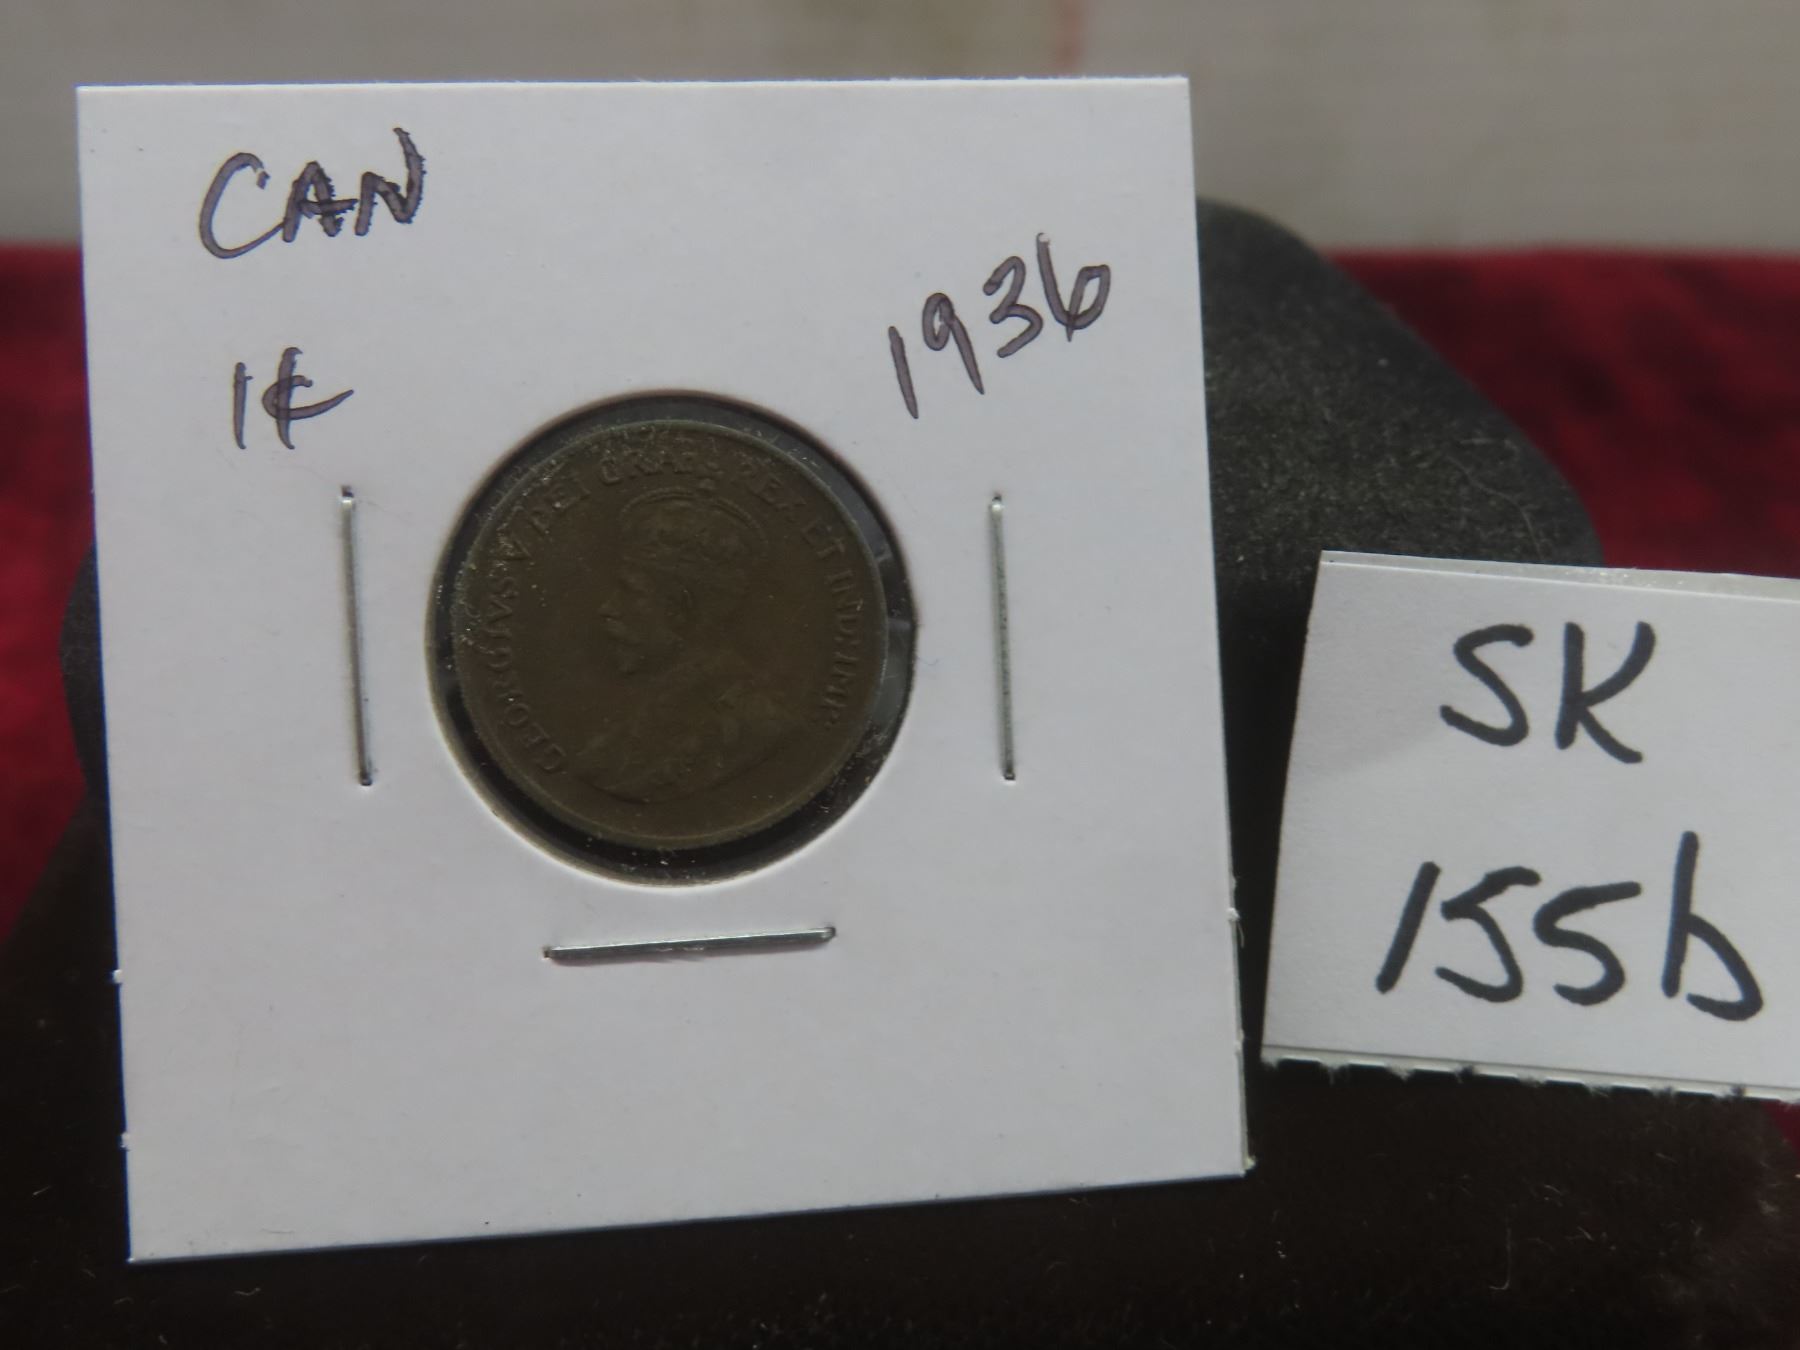 CAN
1¢
1936
GEORGIVS V DEI GRA: REX ET IND: IMP:
SK
155b